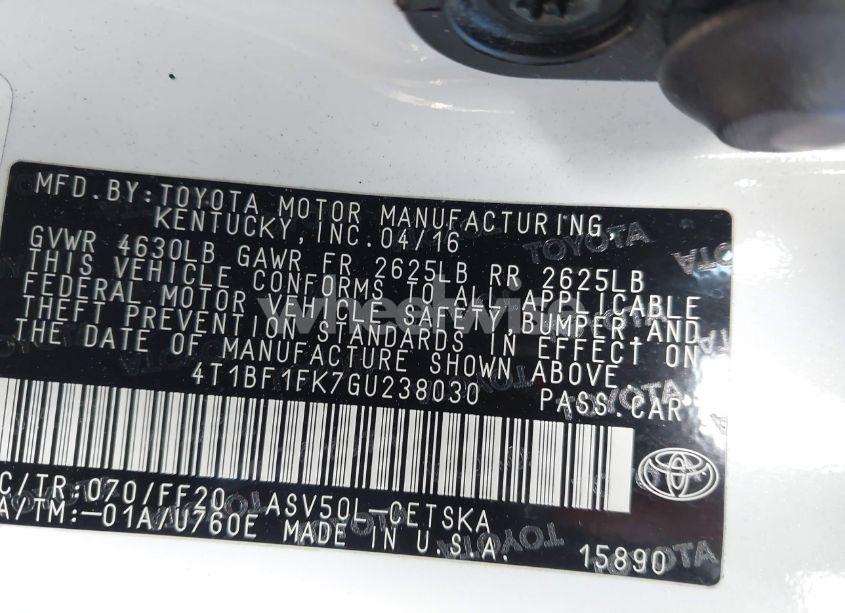 MFD.BY:TOYOTA MOTOR MANUFACTURING,
KENTUCKY,INC.04/16
GVWR 4630LB GAWR FR 2625LB RR 2625LB
THIS VEHICLE CONFORMS TO ALL APPLICABLE
FEDERAL MOTOR VEHICLE SAFETY,BUMPER AND
THEFT PREVENTION STANDARDS IN EFFECT ON
THE DATE OF MANUFACTURE SHOWN ABOVE
4T1BF1FK7GU238030 PASS.CAR
C/TR:070/FF20 ASV50L-CETSKA
A/TM:-01A/U760E MADE IN U.S.A. 15890